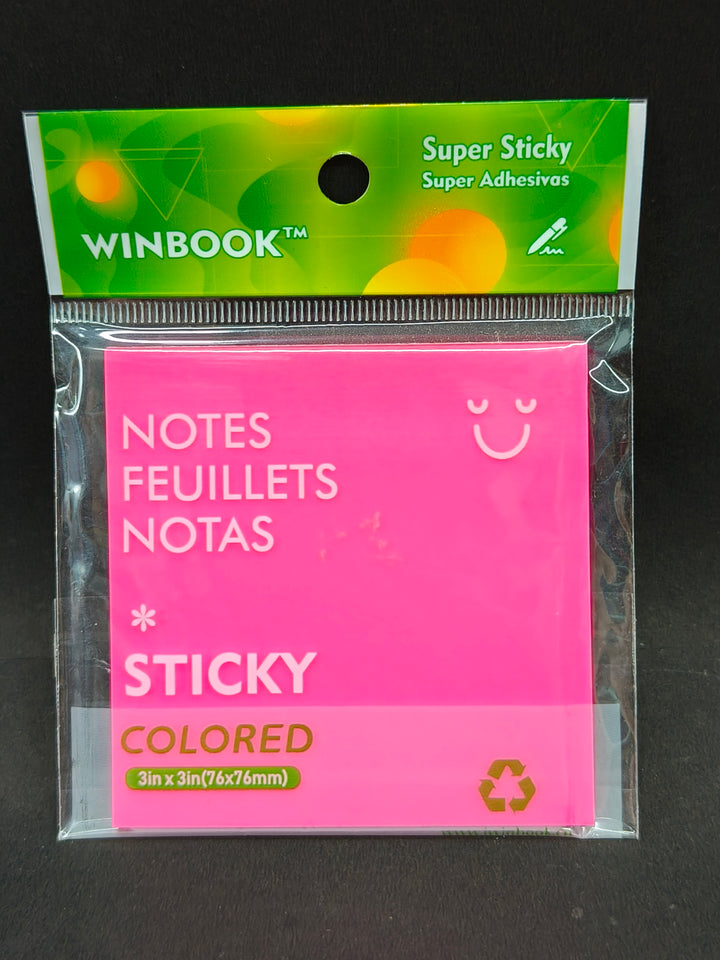 Super Sticky
Super Adhesivas
WINBOOK™
NOTES
FEUILLETS
NOTAS
*
STICKY
COLORED
3in x 3in(76x76mm)